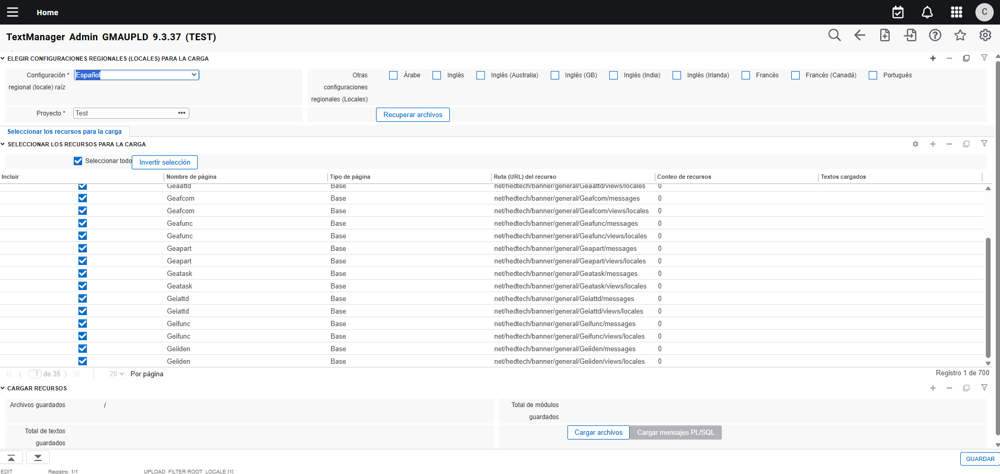 Home
C
TextManager Admin GMAUPLD 9.3.37 (TEST)
ELEGIR CONFIGURACIONES REGIONALES (LOCALES) PARA LA CARGA
Configuración *
regional (locale) raíz
Español
Otras
configuraciones
regionales (Locales)
Árabe Inglés Inglés (Australia) Inglés (GB) Inglés (India) Inglés (Irlanda) Francés Francés (Canadá) Portugués
Proyecto * Test ••• Recuperar archivos
Seleccionar los recursos para la carga
SELECCIONAR LOS RECURSOS PARA LA CARGA
Seleccionar todo Invertir selección
Incluir Nombre de página Tipo de página Ruta (URL) del recurso Conteo de recursos Textos cargados
Geaattd Base net/hedtech/banner/general/Geaattd/views/locales 0
Geafcom Base net/hedtech/banner/general/Geafcom/messages 0
Geafcom Base net/hedtech/banner/general/Geafcom/views/locales 0
Geafunc Base net/hedtech/banner/general/Geafunc/messages 0
Geafunc Base net/hedtech/banner/general/Geafunc/views/locales 0
Geapart Base net/hedtech/banner/general/Geapart/messages 0
Geapart Base net/hedtech/banner/general/Geapart/views/locales 0
Geatask Base net/hedtech/banner/general/Geatask/messages 0
Geatask Base net/hedtech/banner/general/Geatask/views/locales 0
Geiattd Base net/hedtech/banner/general/Geiattd/messages 0
Geiattd Base net/hedtech/banner/general/Geiattd/views/locales 0
Geifunc Base net/hedtech/banner/general/Geifunc/messages 0
Geifunc Base net/hedtech/banner/general/Geifunc/views/locales 0
Geiiden Base net/hedtech/banner/general/Geiiden/messages 0
Geiiden Base net/hedtech/banner/general/Geiiden/views/locales 0
1 de 35 20 Por página Registro 1 de 700
CARGAR RECURSOS
Archivos guardados /
Total de módulos
guardados
Total de textos
guardados
Cargar archivos Cargar mensajes PL/SQL
GUARDAR
EDIT Registro: 1/1 UPLOAD_FILTER.ROOT_LOCALE [1]